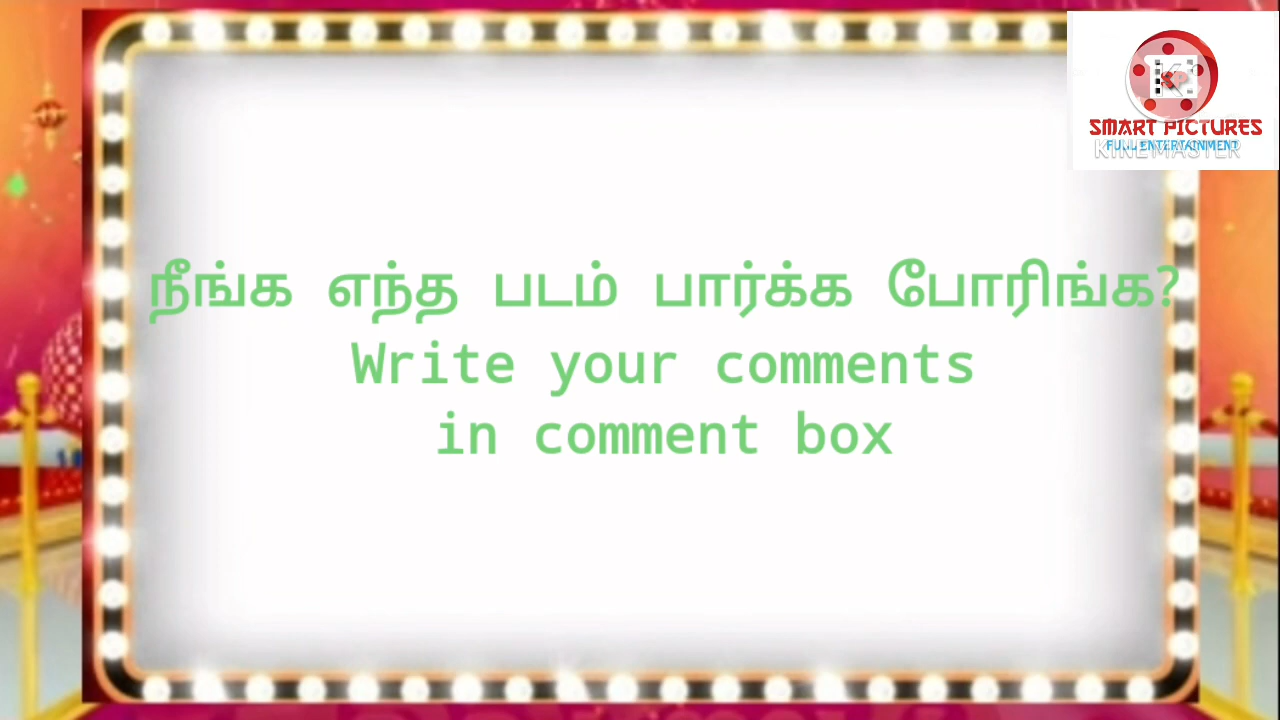 SMART PICTURES
FULL ENTERTAINMENT
KINEMASTER
நீங்க எந்த படம் பார்க்க போரிங்க?
Write your comments
in comment box